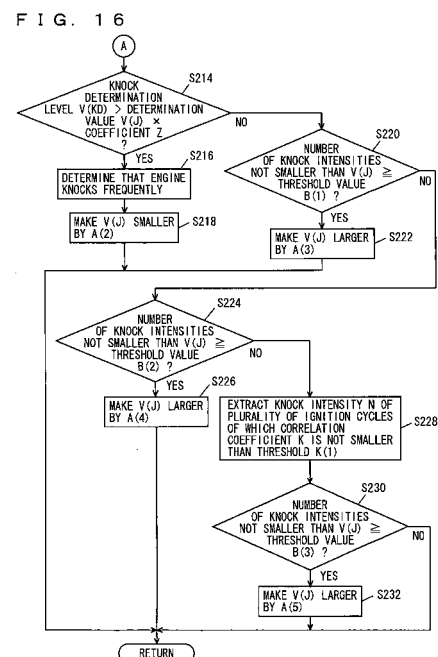 FIG. 16
A
KNOCK
DETERMINATION
LEVEL V(KD) > DETERMINATION
VALUE V(J) ×
COEFFICIENT Z
?
S214
NO
YES
S216
DETERMINE THAT ENGINE
KNOCKS FREQUENTLY
MAKE V(J) SMALLER
BY A(2)
S218
S220
NUMBER
OF KNOCK INTENSITIES
NOT SMALLER THAN V(J) ≧
THRESHOLD VALUE
B(1) ?
NO
YES
MAKE V(J) LARGER
BY A(3)
S222
S224
NUMBER
OF KNOCK INTENSITIES
NOT SMALLER THAN V(J) ≧
THRESHOLD VALUE
B(2) ?
NO
YES
S226
MAKE V(J) LARGER
BY A(4)
EXTRACT KNOCK INTENSITY N OF
PLURALITY OF IGNITION CYCLES
OF WHICH CORRELATION
COEFFICIENT K IS NOT SMALLER
THAN THRESHOLD K(1)
S228
S230
NUMBER
OF KNOCK INTENSITIES
NOT SMALLER THAN V(J) ≧
THRESHOLD VALUE
B(3) ?
NO
YES
MAKE V(J) LARGER
BY A(5)
S232
RETURN